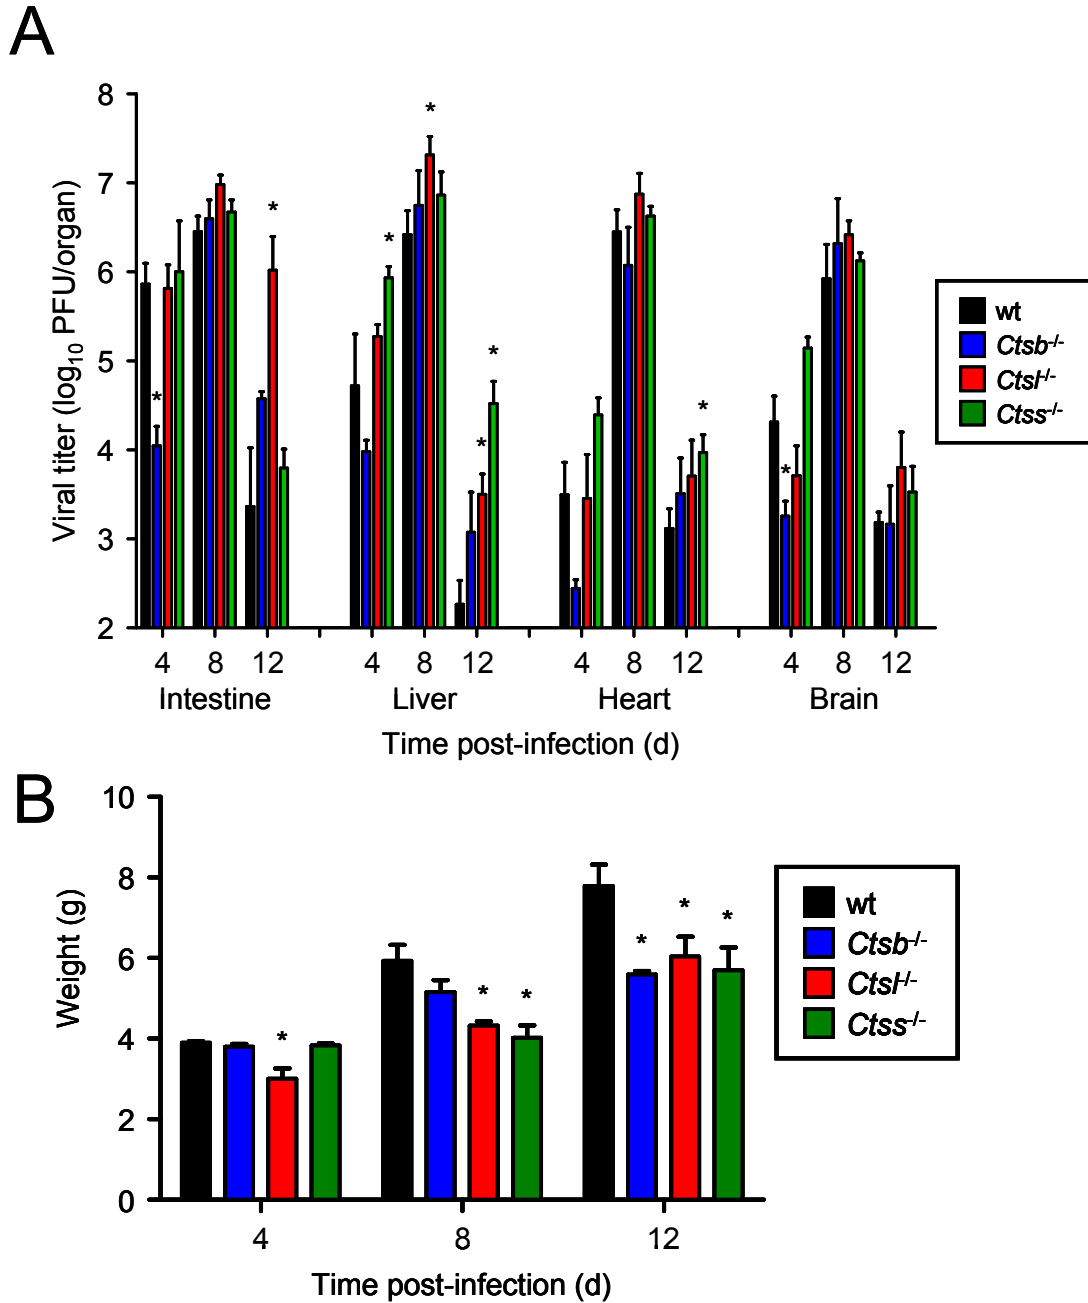 A
8
7
6
5
4
3
2
Viral titer (log10 PFU/organ)
* * * * * * * * *
4 8 12 4 8 12 4 8 12 4 8 12
Intestine Liver Heart Brain
Time post-infection (d)
wt
Ctsb-/-
Ctsl-/-
Ctss-/-
B
10
8
6
4
2
0
Weight (g)
* * * * * *
4 8 12
Time post-infection (d)
wt
Ctsb-/-
Ctsl-/-
Ctss-/-